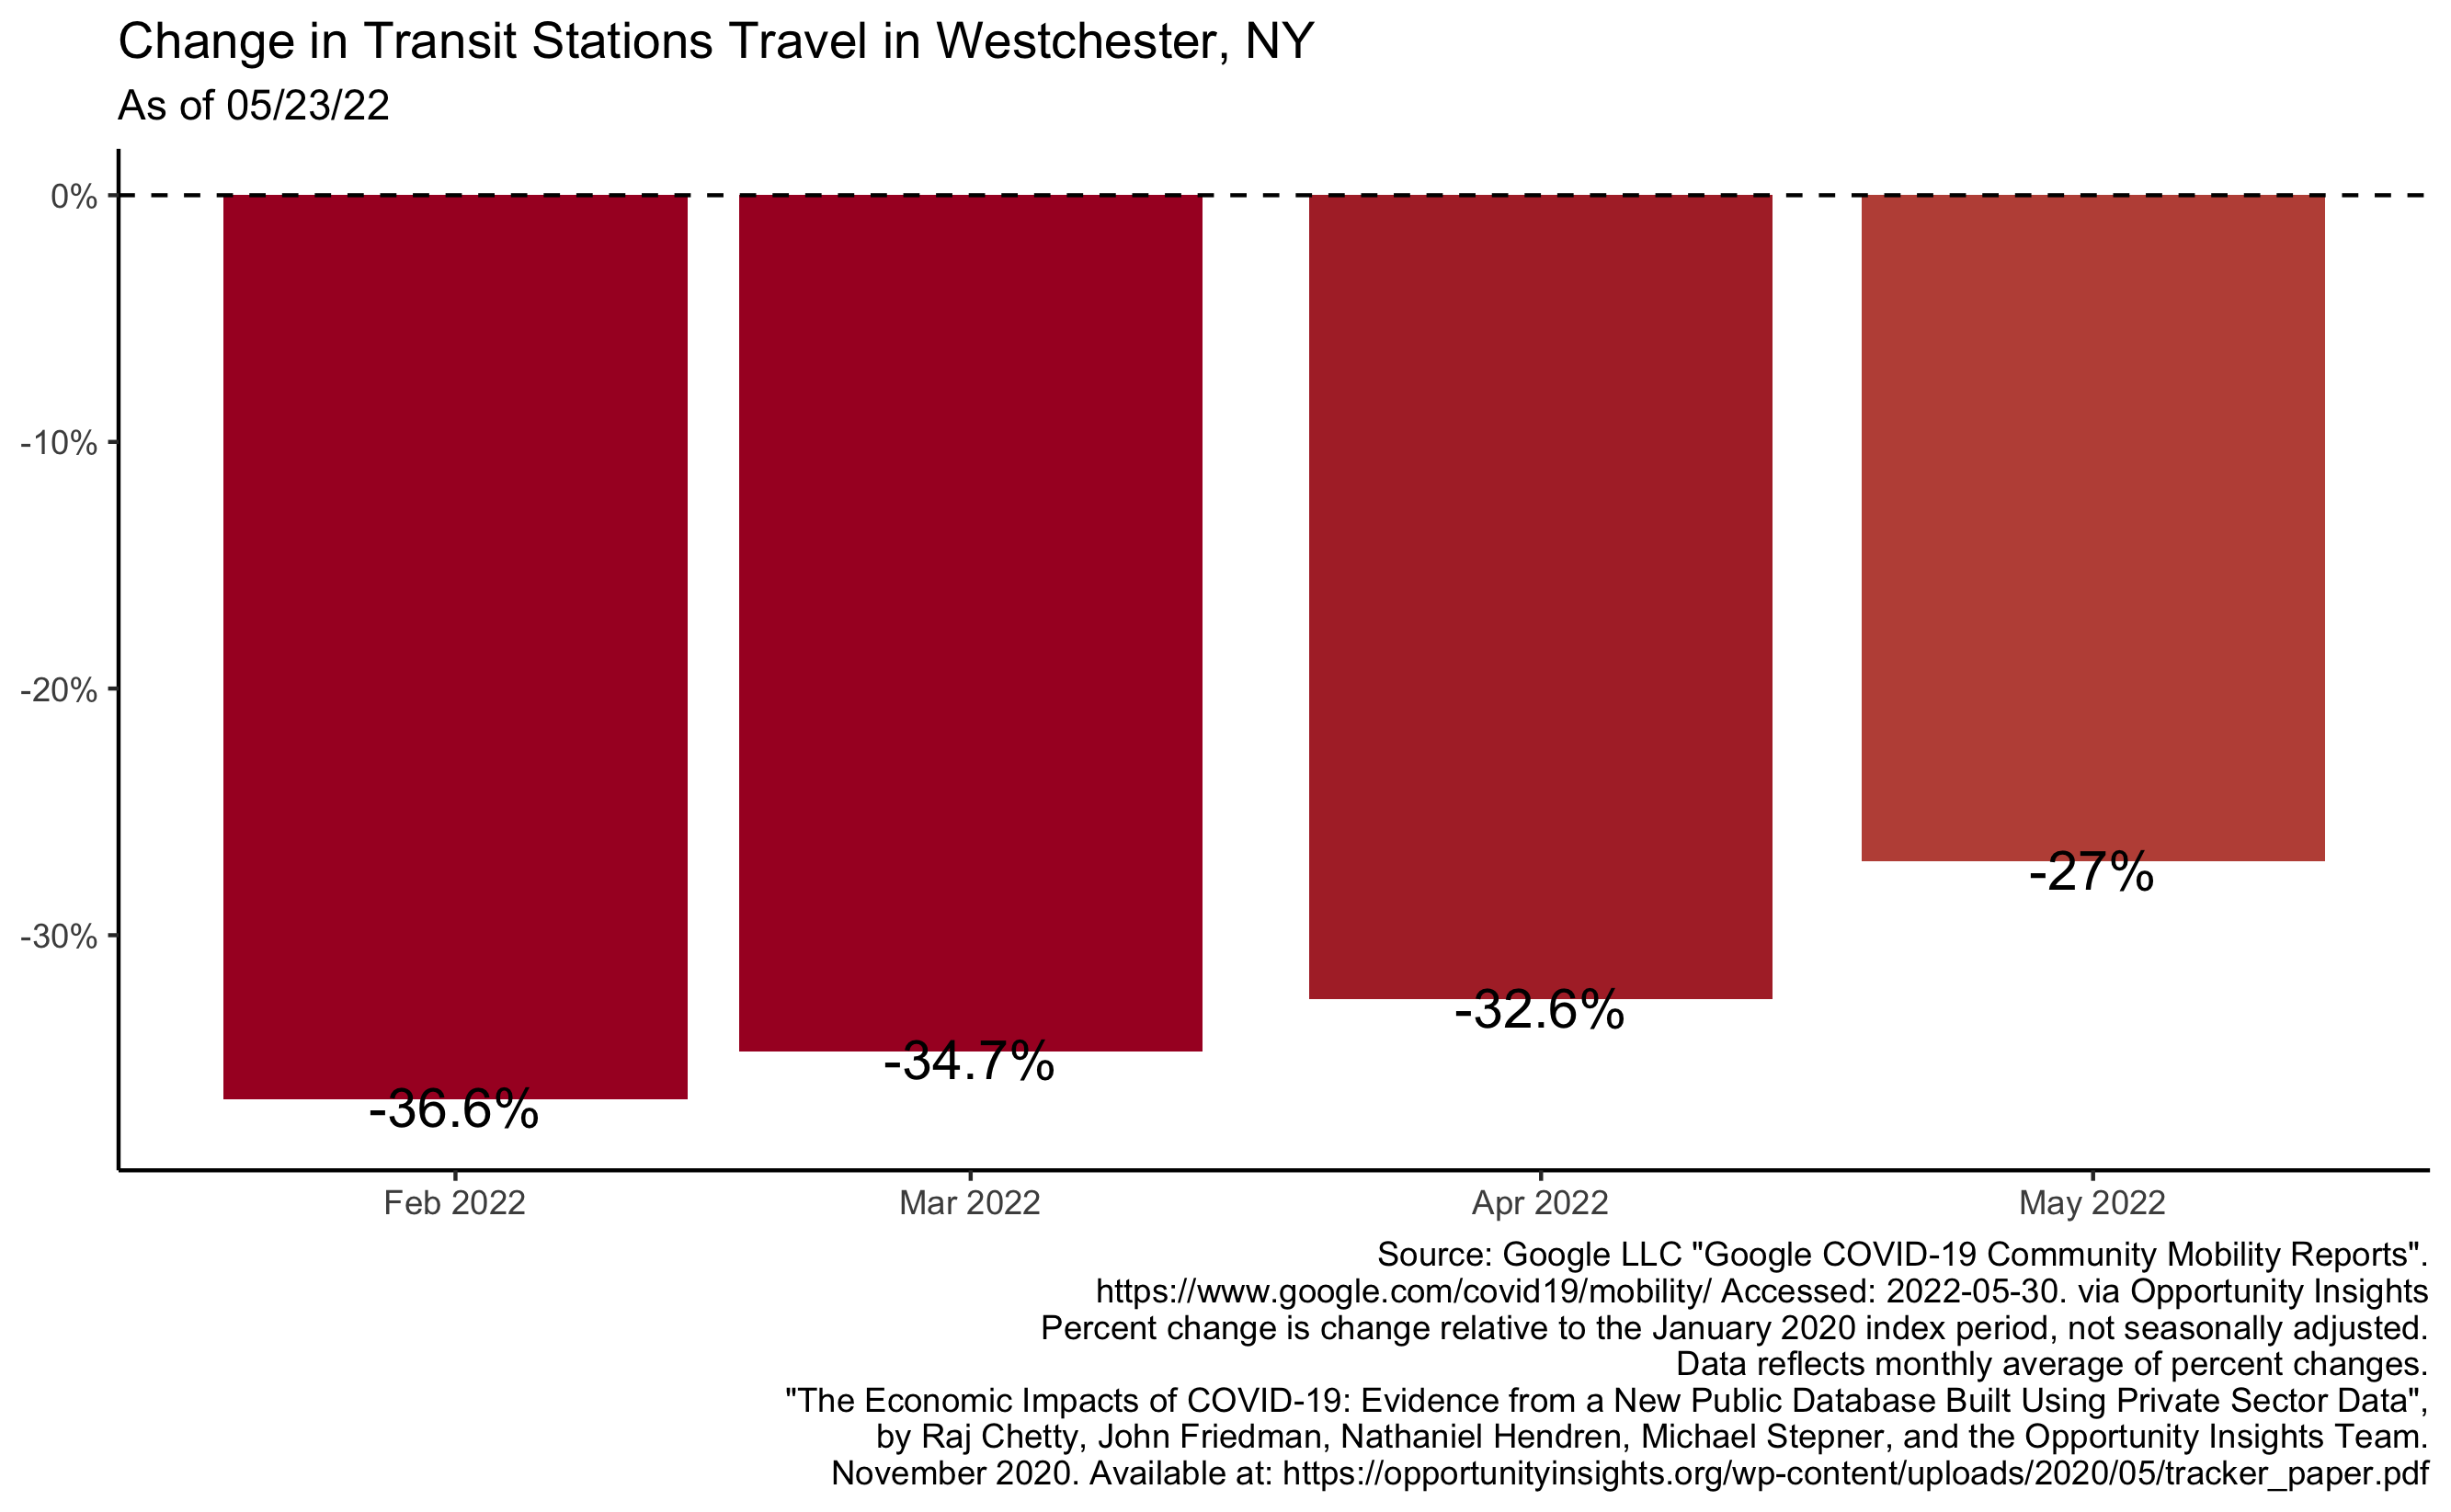 Change in Transit Stations Travel in Westchester, NY
As of 05/23/22
0%
-10%
-20%
-30%
-36.6%
-34.7%
-32.6%
-27%
Feb 2022
Mar 2022
Apr 2022
May 2022
Source: Google LLC "Google COVID-19 Community Mobility Reports".
https://www.google.com/covid19/mobility/ Accessed: 2022-05-30. via Opportunity Insights
Percent change is change relative to the January 2020 index period, not seasonally adjusted.
Data reflects monthly average of percent changes.
"The Economic Impacts of COVID-19: Evidence from a New Public Database Built Using Private Sector Data",
by Raj Chetty, John Friedman, Nathaniel Hendren, Michael Stepner, and the Opportunity Insights Team.
November 2020. Available at: https://opportunityinsights.org/wp-content/uploads/2020/05/tracker_paper.pdf